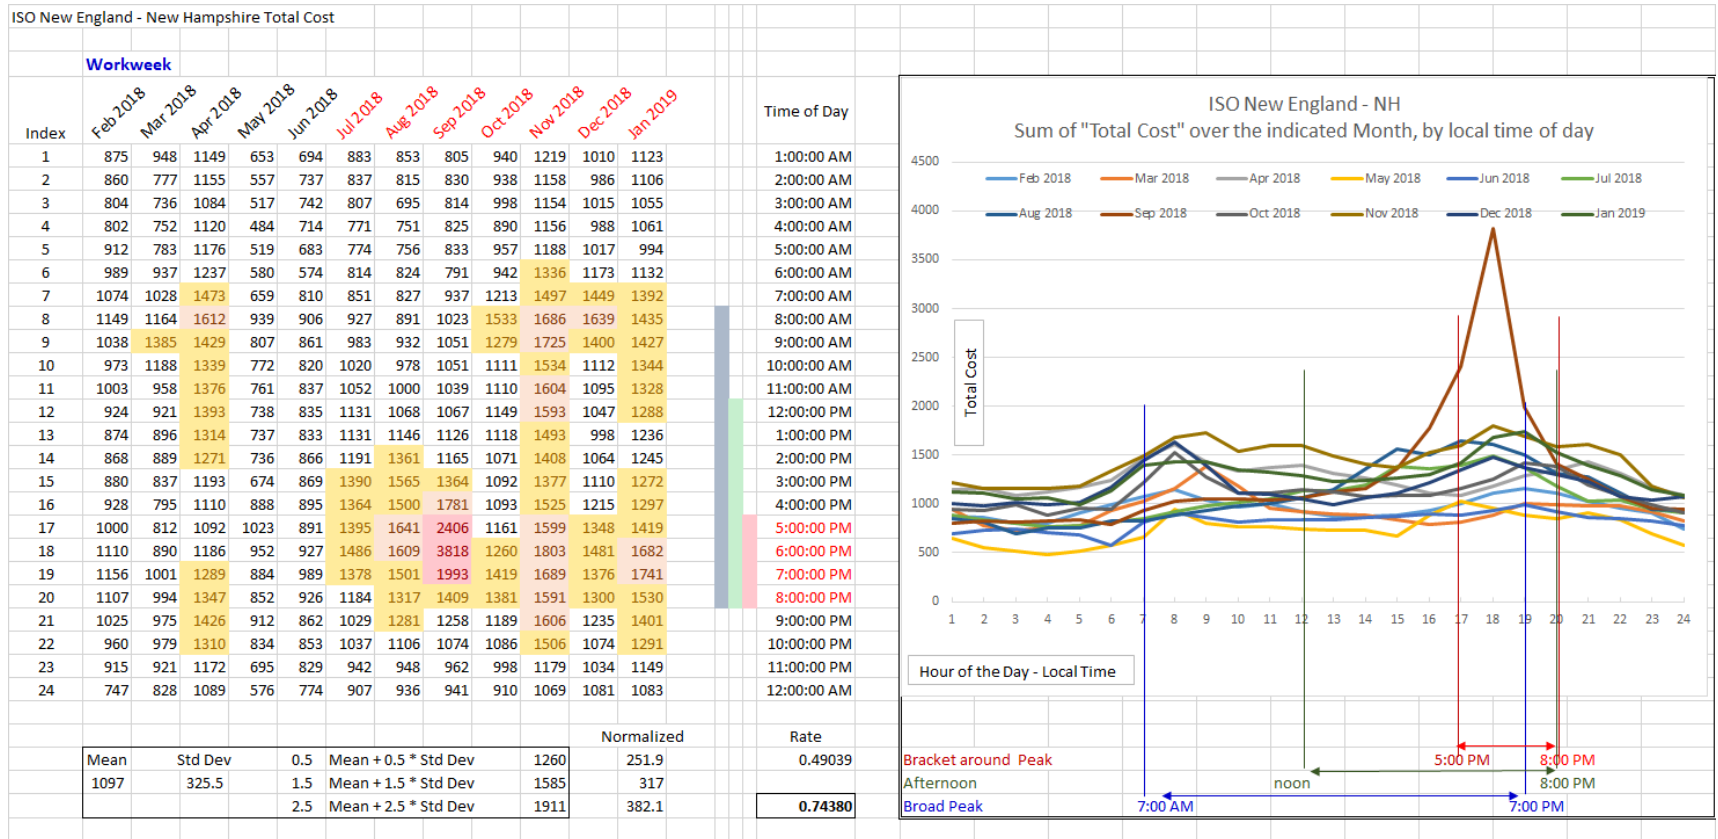 ISO New England - New Hampshire Total Cost
Workweek
Index Feb 2018 Mar 2018 Apr 2018 May 2018 Jun 2018 Jul 2018 Aug 2018 Sep 2018 Oct 2018 Nov 2018 Dec 2018 Jan 2019 Time of Day
1 875 948 1149 653 694 883 853 805 940 1219 1010 1123 1:00:00 AM
2 860 777 1155 557 737 837 815 830 938 1158 986 1106 2:00:00 AM
3 804 736 1084 517 742 807 695 814 998 1154 1015 1055 3:00:00 AM
4 802 752 1120 484 714 771 751 825 890 1156 988 1061 4:00:00 AM
5 912 783 1176 519 683 774 756 833 957 1188 1017 994 5:00:00 AM
6 989 937 1237 580 574 814 824 791 942 1336 1173 1132 6:00:00 AM
7 1074 1028 1473 659 810 851 827 937 1213 1497 1449 1392 7:00:00 AM
8 1149 1164 1612 939 906 927 891 1023 1533 1686 1639 1435 8:00:00 AM
9 1038 1385 1429 807 861 983 932 1051 1279 1725 1400 1427 9:00:00 AM
10 973 1188 1339 772 820 1020 978 1051 1111 1534 1112 1344 10:00:00 AM
11 1003 958 1376 761 837 1052 1000 1039 1110 1604 1095 1328 11:00:00 AM
12 924 921 1393 738 835 1131 1068 1067 1149 1593 1047 1288 12:00:00 PM
13 874 896 1314 737 833 1131 1146 1126 1118 1493 998 1236 1:00:00 PM
14 868 889 1271 736 866 1191 1361 1165 1071 1408 1064 1245 2:00:00 PM
15 880 837 1193 674 869 1390 1565 1364 1092 1377 1110 1272 3:00:00 PM
16 928 795 1110 888 895 1364 1500 1781 1093 1525 1215 1297 4:00:00 PM
17 1000 812 1092 1023 891 1395 1641 2406 1161 1599 1348 1419 5:00:00 PM
18 1110 890 1186 952 927 1486 1609 3818 1260 1803 1481 1682 6:00:00 PM
19 1156 1001 1289 884 989 1378 1501 1993 1419 1689 1376 1741 7:00:00 PM
20 1107 994 1347 852 926 1184 1317 1409 1381 1591 1300 1530 8:00:00 PM
21 1025 975 1426 912 862 1029 1281 1258 1189 1606 1235 1401 9:00:00 PM
22 960 979 1310 834 853 1037 1106 1074 1086 1506 1074 1291 10:00:00 PM
23 915 921 1172 695 829 942 948 962 998 1179 1034 1149 11:00:00 PM
24 747 828 1089 576 774 907 936 941 910 1069 1081 1083 12:00:00 AM
Normalized Rate
Mean Std Dev 0.5 Mean + 0.5 * Std Dev 1260 251.9 0.49039
1097 325.5 1.5 Mean + 1.5 * Std Dev 1585 317
2.5 Mean + 2.5 * Std Dev 1911 382.1 0.74380
ISO New England - NH
Sum of "Total Cost" over the indicated Month, by local time of day
4500
Feb 2018 Mar 2018 Apr 2018 May 2018 Jun 2018 Jul 2018
4000
Aug 2018 Sep 2018 Oct 2018 Nov 2018 Dec 2018 Jan 2019
3500
3000
2500
Total Cost
2000
1500
1000
500
0
1 2 3 4 5 6 7 8 9 10 11 12 13 14 15 16 17 18 19 20 21 22 23 24
Hour of the Day - Local Time
Bracket around Peak 5:00 PM 8:00 PM
Afternoon noon 8:00 PM
Broad Peak 7:00 AM 7:00 PM